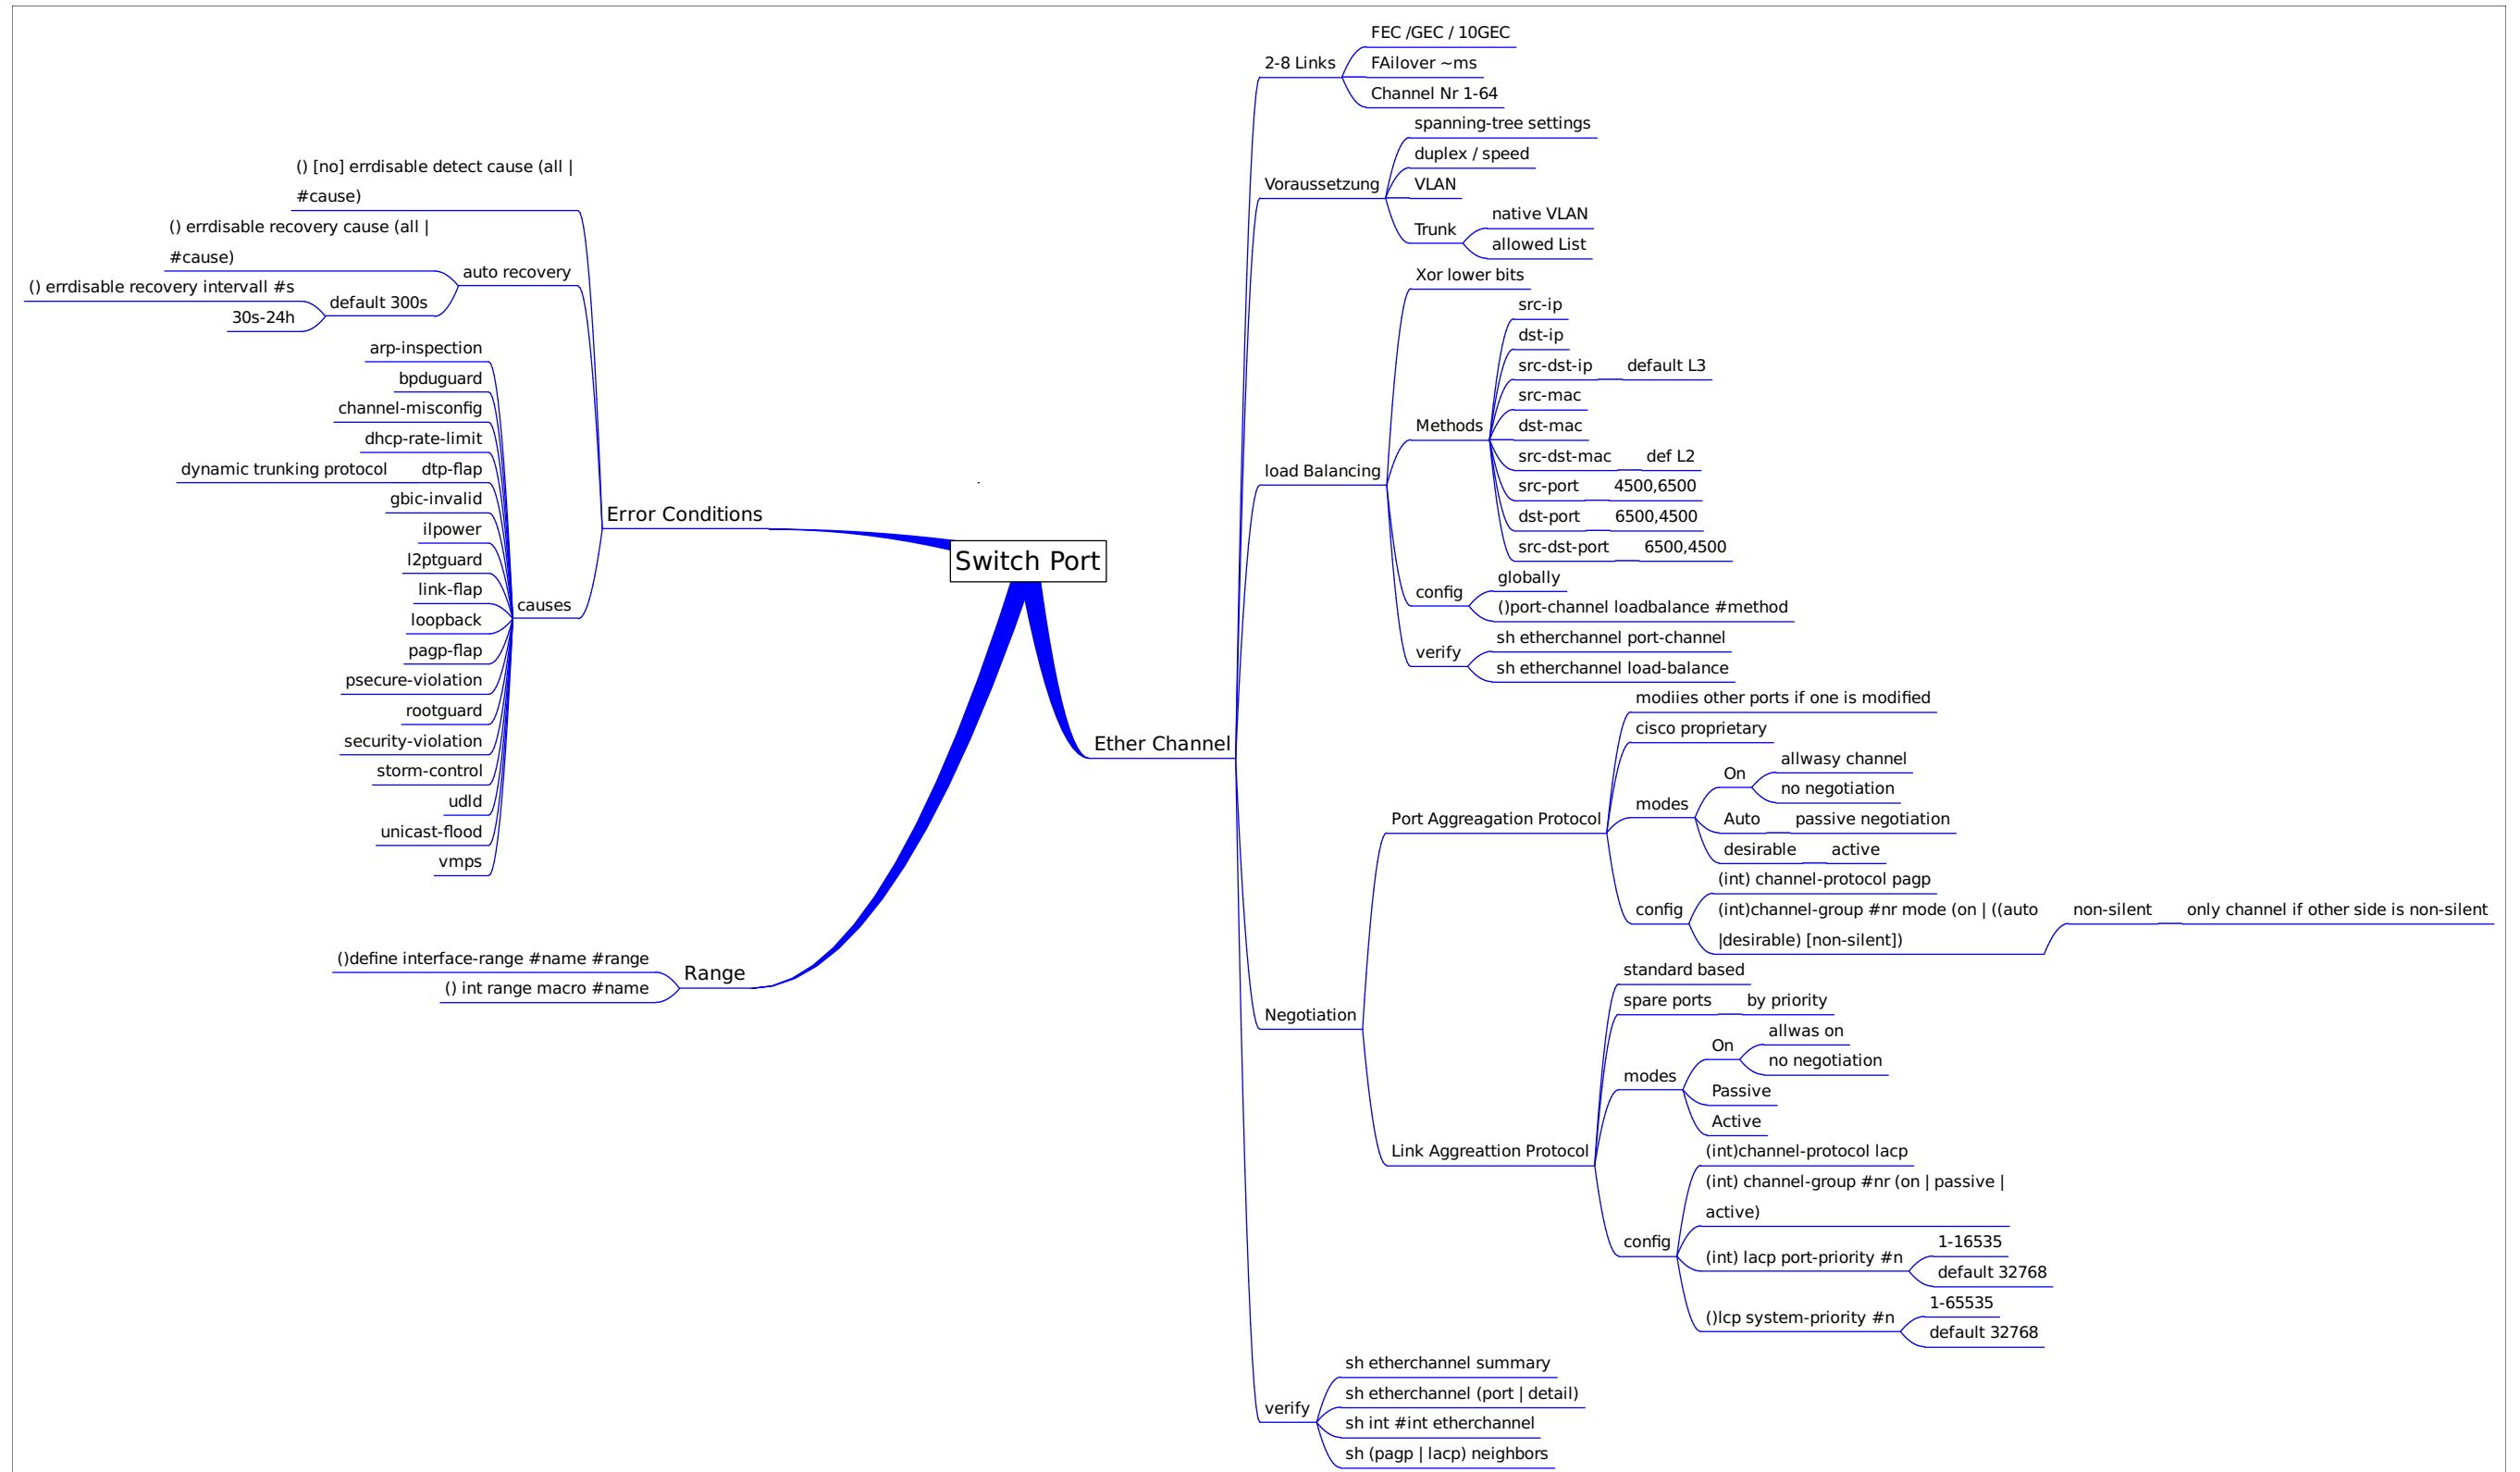 Switch Port
Error Conditions
() [no] errdisable detect cause (all |
#cause)
auto recovery
() errdisable recovery cause (all |
#cause)
default 300s
() errdisable recovery intervall #s
30s-24h
causes
arp-inspection
bpduguard
channel-misconfig
dhcp-rate-limit
dtp-flap
dynamic trunking protocol
gbic-invalid
ilpower
l2ptguard
link-flap
loopback
pagp-flap
psecure-violation
rootguard
security-violation
storm-control
udld
unicast-flood
vmps
Range
()define interface-range #name #range
() int range macro #name
Ether Channel
2-8 Links
FEC /GEC / 10GEC
FAilover ~ms
Channel Nr 1-64
Voraussetzung
spanning-tree settings
duplex / speed
VLAN
Trunk
native VLAN
allowed List
load Balancing
Xor lower bits
Methods
src-ip
dst-ip
src-dst-ip
default L3
src-mac
dst-mac
src-dst-mac
def L2
src-port
4500,6500
dst-port
6500,4500
src-dst-port
6500,4500
config
globally
()port-channel loadbalance #method
verify
sh etherchannel port-channel
sh etherchannel load-balance
Negotiation
Port Aggreagation Protocol
modiies other ports if one is modified
cisco proprietary
modes
On
allwasy channel
no negotiation
Auto
passive negotiation
desirable
active
config
(int) channel-protocol pagp
(int)channel-group #nr mode (on | ((auto
|desirable) [non-silent])
non-silent
only channel if other side is non-silent
Link Aggreattion Protocol
standard based
spare ports
by priority
modes
On
allwas on
no negotiation
Passive
Active
config
(int)channel-protocol lacp
(int) channel-group #nr (on | passive |
active)
(int) lacp port-priority #n
1-16535
default 32768
()lcp system-priority #n
1-65535
default 32768
verify
sh etherchannel summary
sh etherchannel (port | detail)
sh int #int etherchannel
sh (pagp | lacp) neighbors